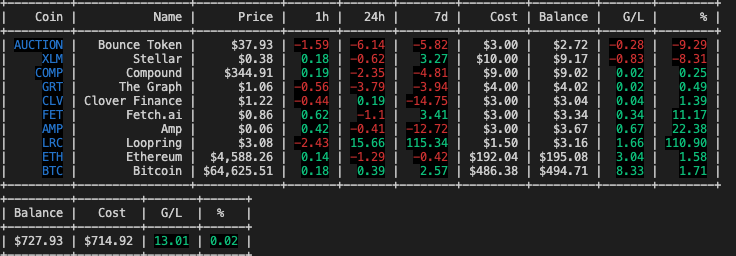 Coin | Name | Price | 1h | 24h | 7d | Cost | Balance | G/L | %
AUCTION | Bounce Token | $37.93 | -1.59 | -6.14 | -5.82 | $3.00 | $2.72 | -0.28 | -9.29
XLM | Stellar | $0.38 | 0.18 | -0.62 | 3.27 | $10.00 | $9.17 | -0.83 | -8.31
COMP | Compound | $344.91 | 0.19 | -2.35 | -4.81 | $9.00 | $9.02 | 0.02 | 0.25
GRT | The Graph | $1.06 | -0.56 | -3.79 | -3.94 | $4.00 | $4.02 | 0.02 | 0.49
CLV | Clover Finance | $1.22 | -0.44 | 0.19 | -14.75 | $3.00 | $3.04 | 0.04 | 1.39
FET | Fetch.ai | $0.86 | 0.62 | -1.1 | 3.41 | $3.00 | $3.34 | 0.34 | 11.17
AMP | Amp | $0.06 | 0.42 | -0.41 | -12.72 | $3.00 | $3.67 | 0.67 | 22.38
LRC | Loopring | $3.08 | -2.43 | 15.66 | 115.34 | $1.50 | $3.16 | 1.66 | 110.90
ETH | Ethereum | $4,588.26 | 0.14 | -1.29 | -0.42 | $192.04 | $195.08 | 3.04 | 1.58
BTC | Bitcoin | $64,625.51 | 0.18 | 0.39 | 2.57 | $486.38 | $494.71 | 8.33 | 1.71
Balance | Cost | G/L | %
$727.93 | $714.92 | 13.01 | 0.02